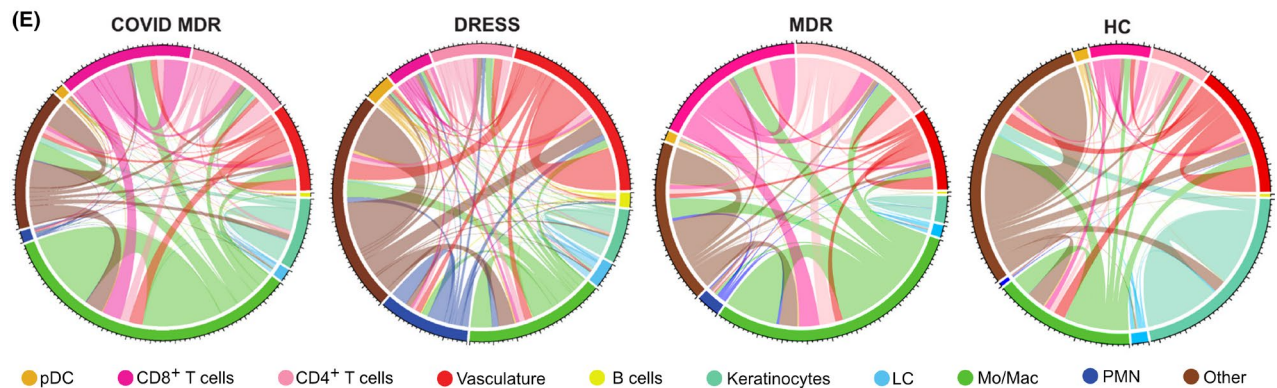 (E)
COVID MDR DRESS MDR HC
pDC CD8+ T cells CD4+ T cells Vasculature B cells Keratinocytes LC Mo/Mac PMN Other